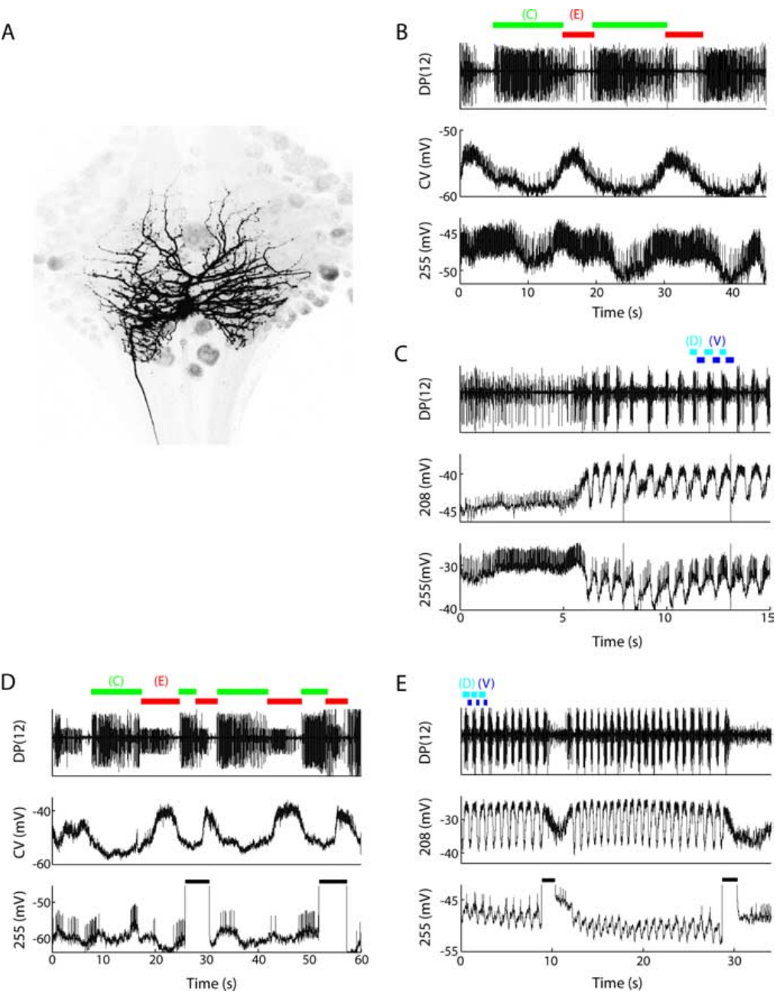 A
B
(C) (E)
DP(12)
-50
CV (mV)
-60
-45
255 (mV)
-50
0 10 20 30 40
Time (s)
C
(D) (V)
DP(12)
-40
208 (mV)
-45
-30
255(mV)
-40
0 5 10 15
Time (s)
D
(C) (E)
DP(12)
-40
CV (mV)
-60
-50
255 (mV)
-60
0 10 20 30 40 50 60
Time (s)
E
(D) (V)
DP(12)
-30
208 (mV)
-40
-45
255 (mV)
-55
0 10 20 30
Time (s)